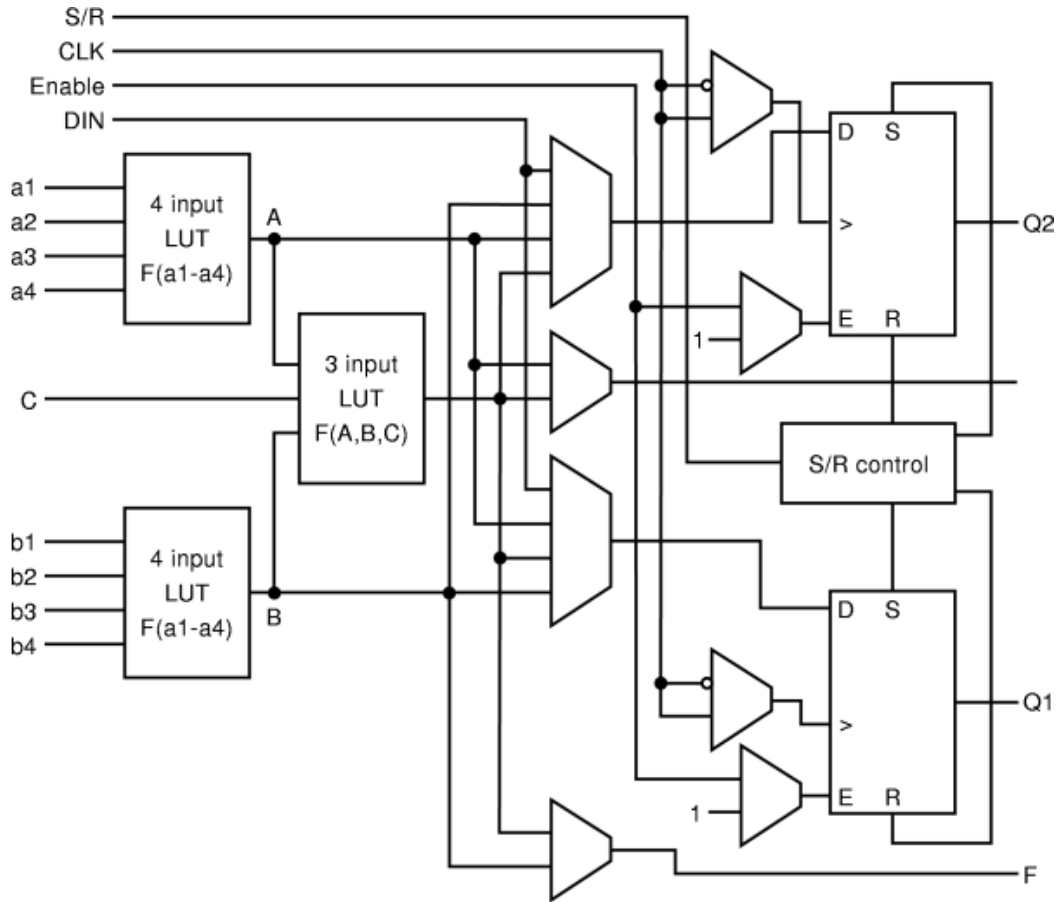 S/R
CLK
Enable
DIN
a1
a2
a3
a4
4 input
LUT
F(a1-a4)
A
3 input
LUT
F(A,B,C)
C
b1
b2
b3
b4
4 input
LUT
F(a1-a4)
B
D S
>
E R
1
Q2
S/R control
D S
>
E R
1
Q1
F